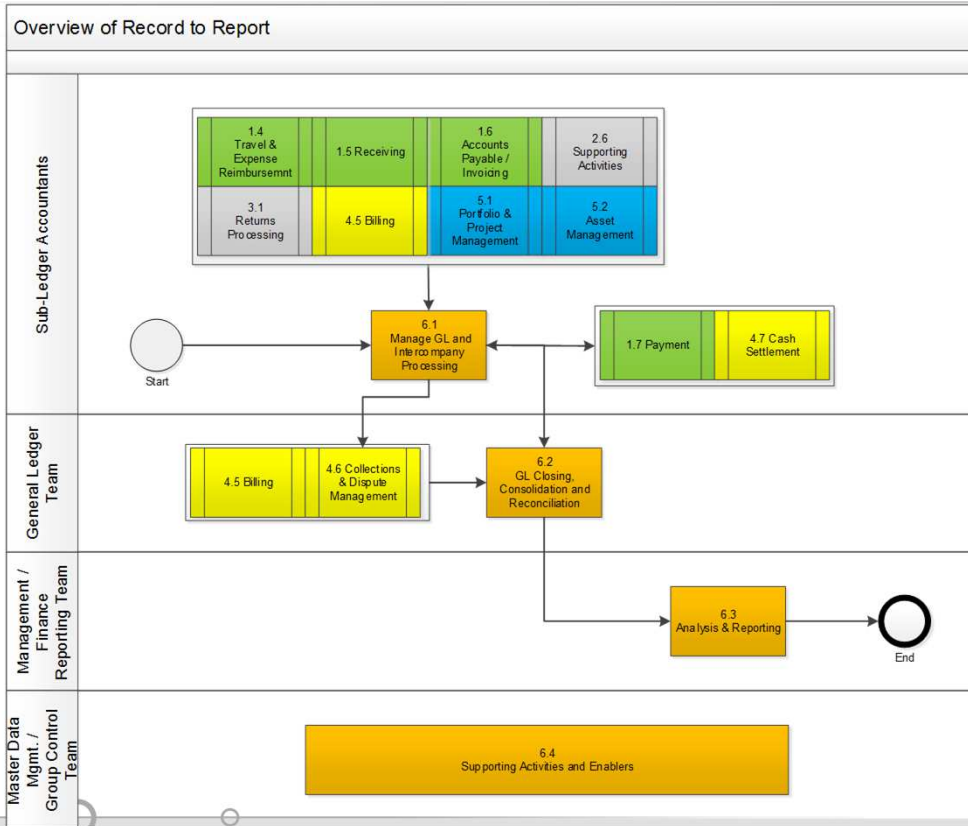 Overview of Record to Report
Sub-Ledger Accountants
1.4
Travel &
Expense
Reimbursemnt
1.5 Receiving
1.6
Accounts
Payable /
Invoicing
2.6
Supporting
Activities
3.1
Returns
Processing
4.5 Billing
5.1
Portfolio &
Project
Management
5.2
Asset
Management
Start
6.1
Manage GL and
Intercompany
Processing
1.7 Payment
4.7 Cash
Settlement
General Ledger
Team
4.5 Billing
4.6 Collections
& Dispute
Management
6.2
GL Closing,
Consolidation and
Reconciliation
Management /
Finance
Reporting Team
6.3
Analysis & Reporting
End
Master Data
Mgmt. /
Group Control
Team
6.4
Supporting Activities and Enablers